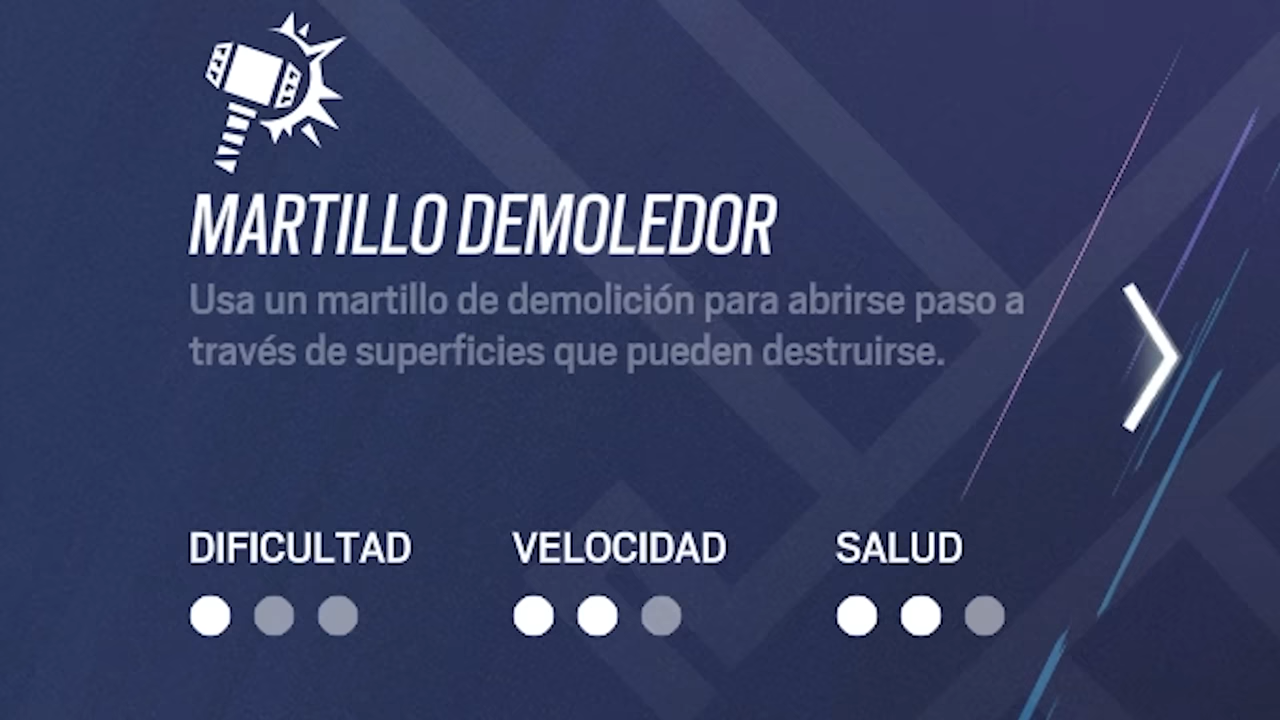 MARTILLO DEMOLEDOR
Usa un martillo de demolición para abrirse paso a
través de superficies que pueden destruirse.
DIFICULTAD VELOCIDAD SALUD